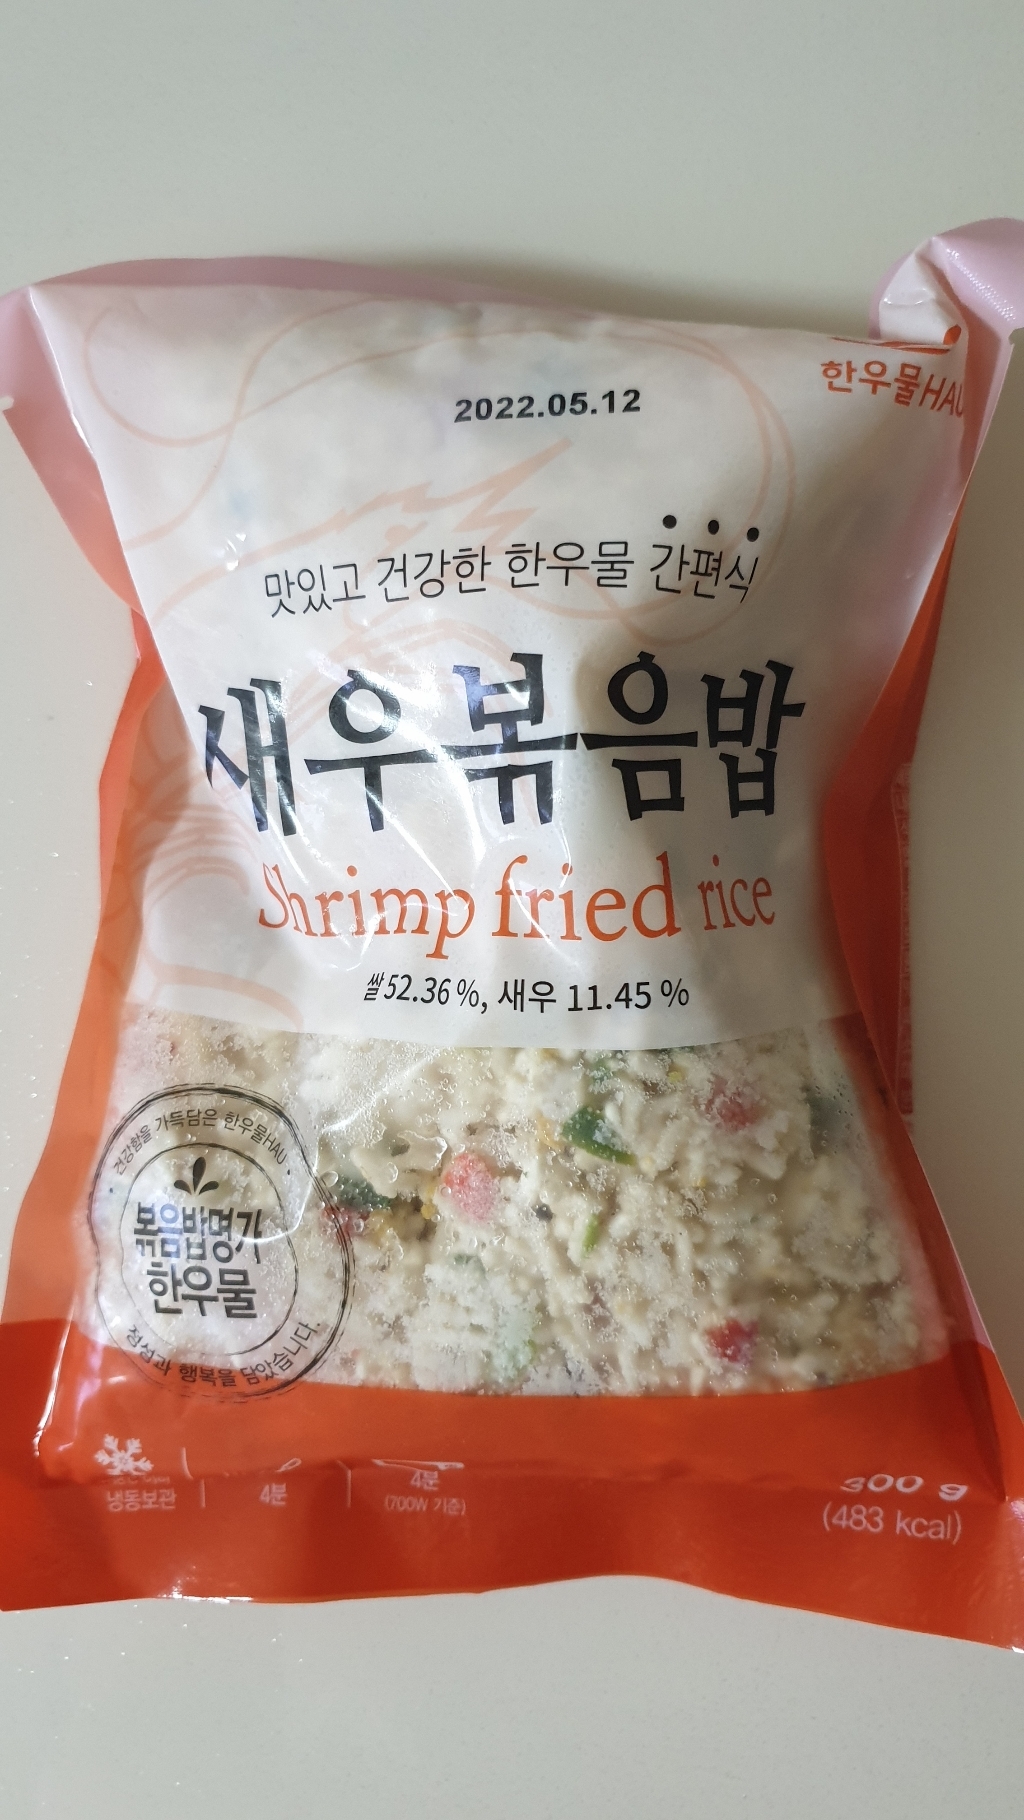 한우물HAU
2022.05.12
맛있고 건강한 한우물 간편식
새우볶음밥
Shrimp fried rice
쌀 52.36 %, 새우 11.45 %
건강함을 가득담은 한우물HAU
볶음밥명가
한우물
정성과 행복을 담았습니다.
냉동보관
4분
4분
(700W 기준)
300 g
(483 kcal)